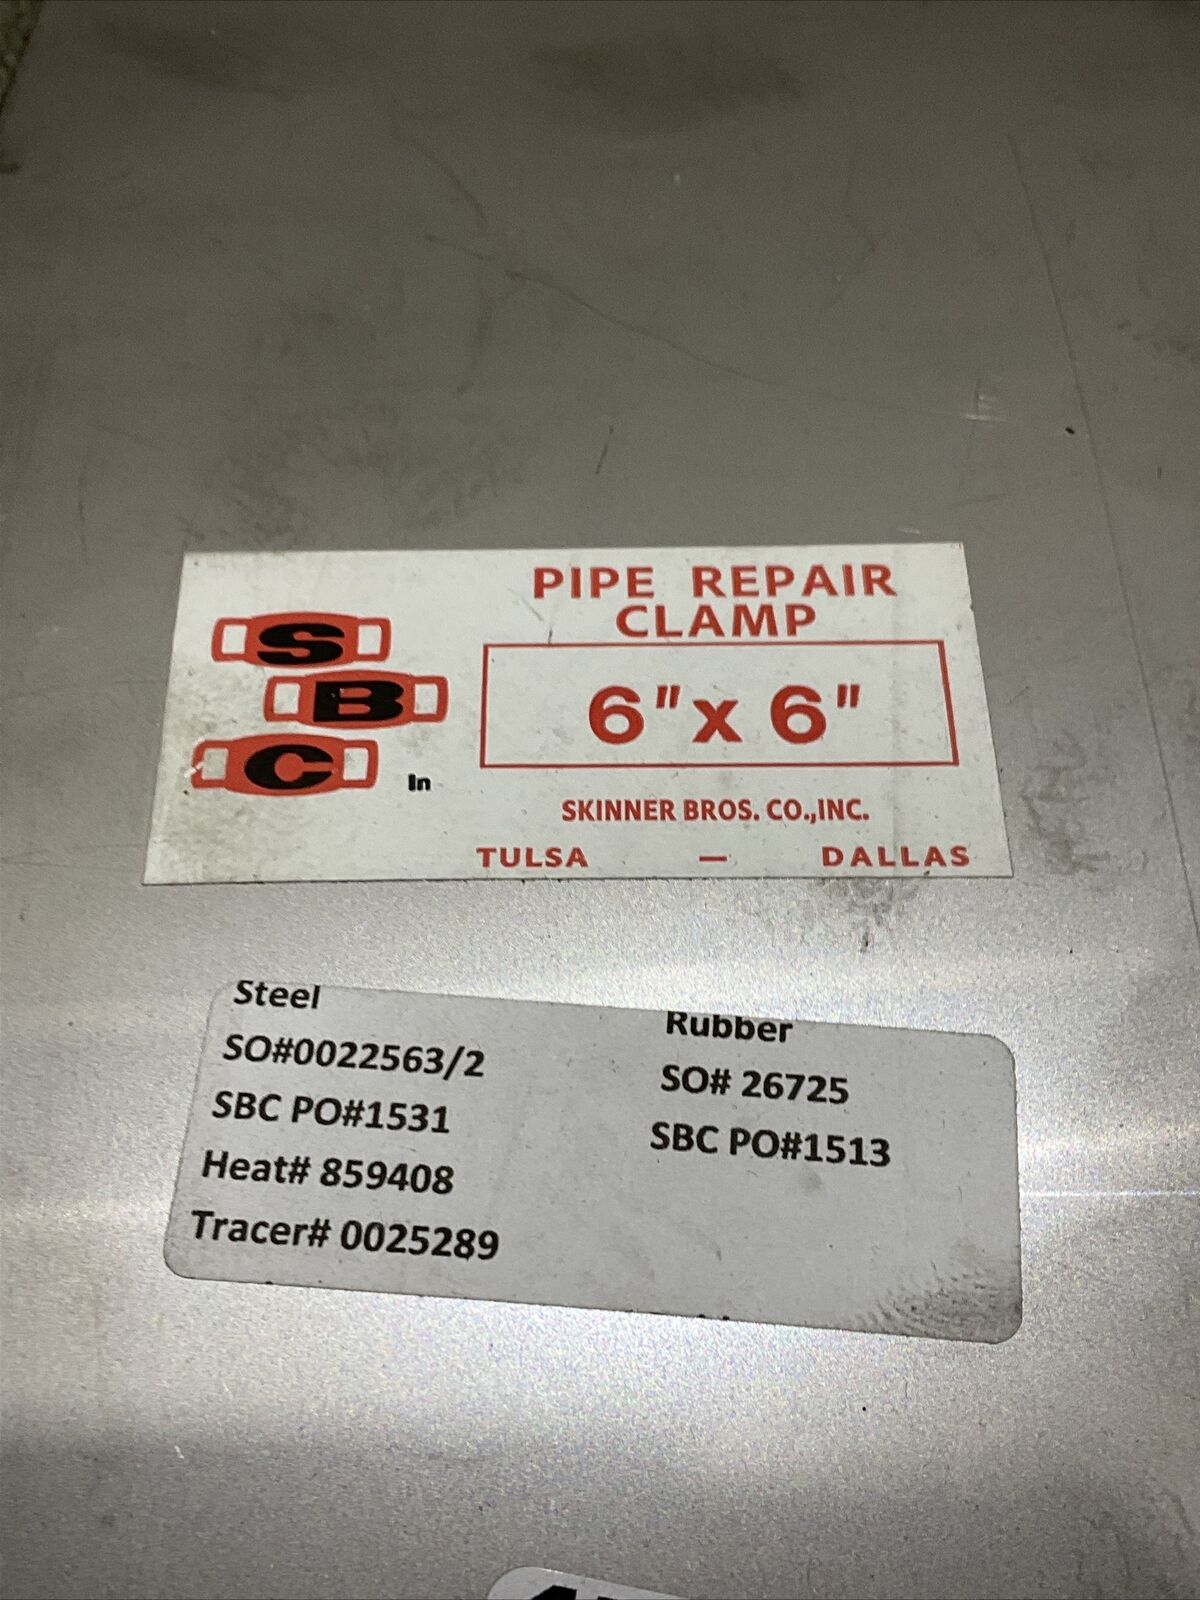 S
B
C
In
PIPE REPAIR
CLAMP
6" x 6"
SKINNER BROS. CO.,INC.
TULSA — DALLAS
Steel
SO#0022563/2
SBC PO#1531
Heat# 859408
Tracer# 0025289
Rubber
SO# 26725
SBC PO#1513